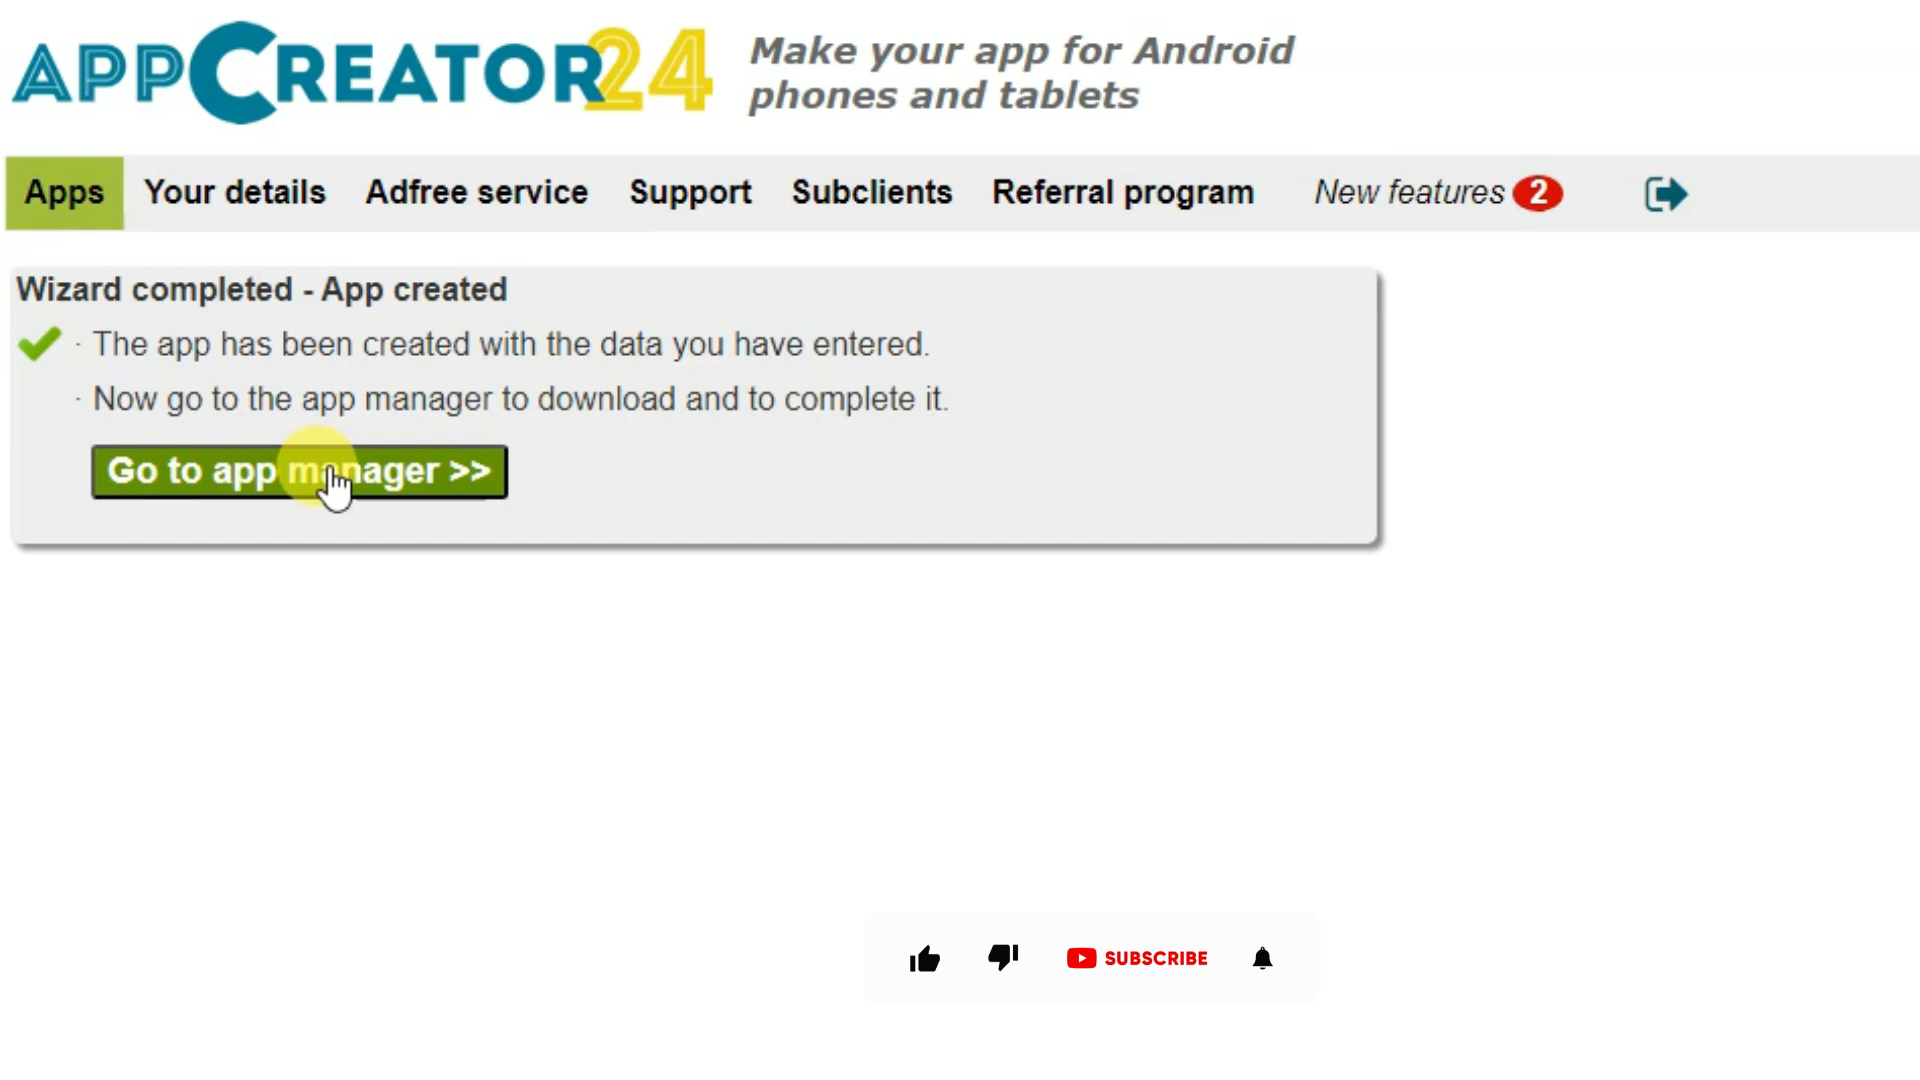 APPCREATOR24
Make your app for Android
phones and tablets
Apps Your details Adfree service Support Subclients Referral program New features 2
Wizard completed - App created
· The app has been created with the data you have entered.
· Now go to the app manager to download and to complete it.
Go to app manager >>
SUBSCRIBE